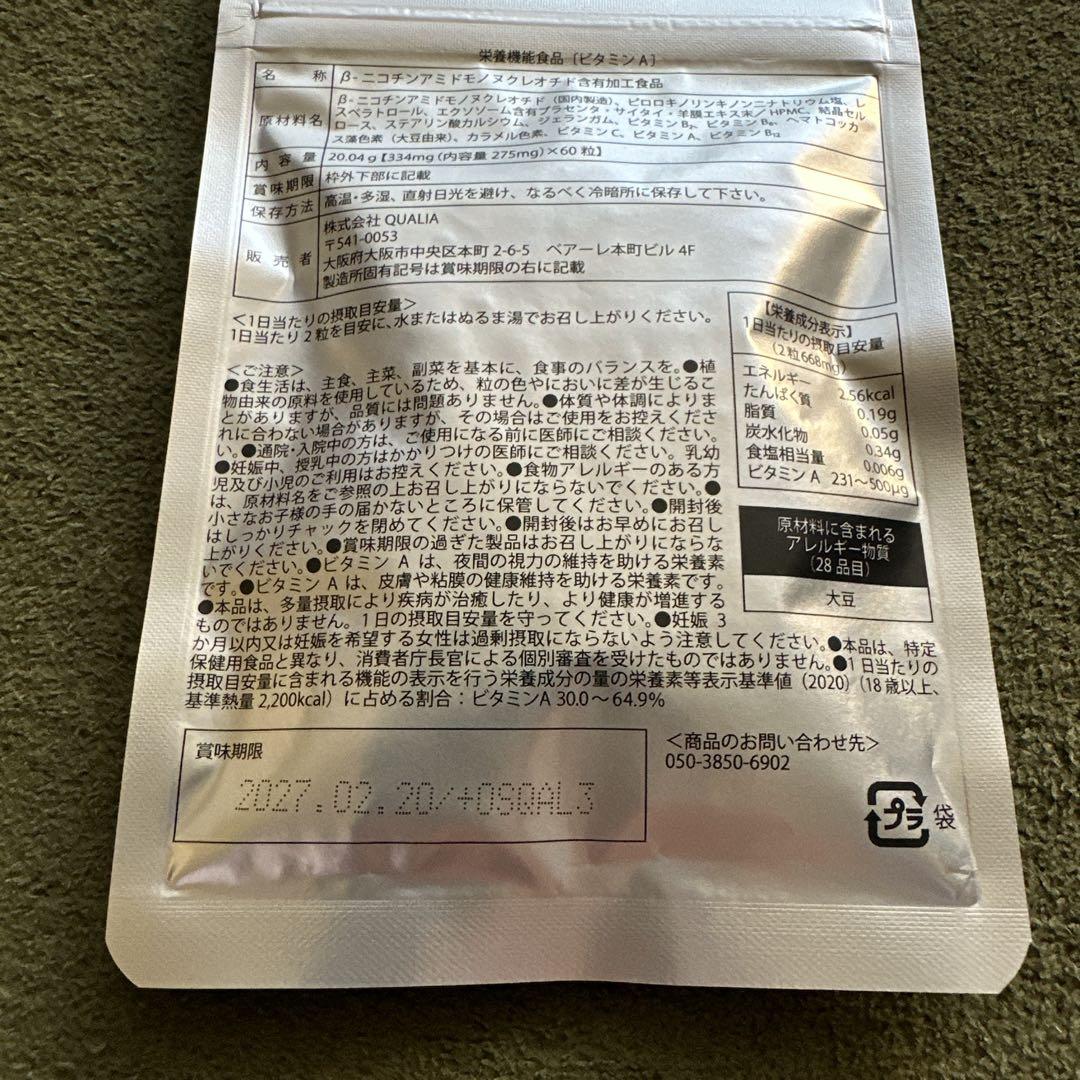 栄養機能食品〔ビタミンA〕
名称 β-ニコチンアミドモノヌクレオチド含有加工食品
原材料名 β-ニコチンアミドモノヌクレオチド（国内製造）、ピロロキノリンキノンニナトリウム塩、レ
スベラトロール、エクソソーム含有プラセンタ・サイタイ・羊膜エキス末／HPMC、結晶セル
ロース、ステアリン酸カルシウム、ジェランガム、ビタミンB₂、ビタミンB₆、ヘマトコッカ
ス藻色素（大豆由来）、カラメル色素、ビタミンC、ビタミンA、ビタミンB₁₂
内容量 20.04g【334mg（内容量 275mg）×60粒】
賞味期限 枠外下部に記載
保存方法 高温・多湿、直射日光を避け、なるべく冷暗所に保存して下さい。
販売者 株式会社 QUALIA
〒541-0053
大阪府大阪市中央区本町 2-6-5 ベアーレ本町ビル 4F
製造所固有記号は賞味期限の右に記載
＜1日当たりの摂取目安量＞
1日当たり2粒を目安に、水またはぬるま湯でお召し上がりください。
＜ご注意＞
●食生活は、主食、主菜、副菜を基本に、食事のバランスを。●植
物由来の原料を使用しているため、粒の色やにおいに差が生じるこ
とがありますが、品質には問題ありません。●体質や体調によりま
れに合わない場合がありますが、その場合はご使用をお控えくださ
い。●通院・入院中の方は、ご使用になる前に医師にご相談ください。
●妊娠中、授乳中の方はかかりつけの医師にご相談ください。乳幼
児及び小児のご利用はお控えください。●食物アレルギーのある方
は、原材料名をご参照の上お召し上がりにならないでください。●
小さなお子様の手の届かないところに保管してください。●開封後
はしっかりチャックを閉めてください。●開封後はお早めにお召し
上がりください。●賞味期限の過ぎた製品はお召し上がりにならな
いでください。●ビタミン A は、夜間の視力の維持を助ける栄養素
です。●ビタミン A は、皮膚や粘膜の健康維持を助ける栄養素です。
●本品は、多量摂取により疾病が治癒したり、より健康が増進する
ものではありません。1日の摂取目安量を守ってください。●妊娠 3
か月以内又は妊娠を希望する女性は過剰摂取にならないよう注意してください。●本品は、特定
保健用食品と異なり、消費者庁長官による個別審査を受けたものではありません。●1日当たりの
摂取目安量に含まれる機能の表示を行う栄養成分の量の栄養素等表示基準値（2020）（18歳以上、
基準熱量2,200kcal）に占める割合：ビタミンA 30.0～64.9%
【栄養成分表示】
1日当たりの摂取目安量
（2粒668mg）
エネルギー 2.56kcal
たんぱく質 0.19g
脂質 0.05g
炭水化物 0.34g
食塩相当量 0.006g
ビタミンA 231～500μg
原材料に含まれる
アレルギー物質
（28品目）
大豆
賞味期限
2027.02.20/+09QAL3
＜商品のお問い合わせ先＞
050-3850-6902
プラ
袋